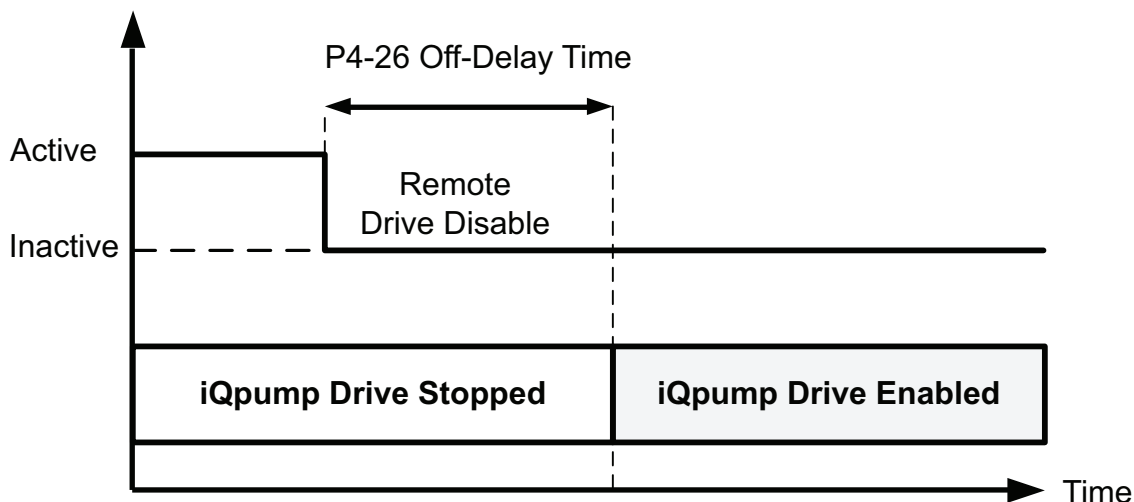 P4-26 Off-Delay Time
Active
Remote
Drive Disable
Inactive
iQpump Drive Stopped
iQpump Drive Enabled
Time